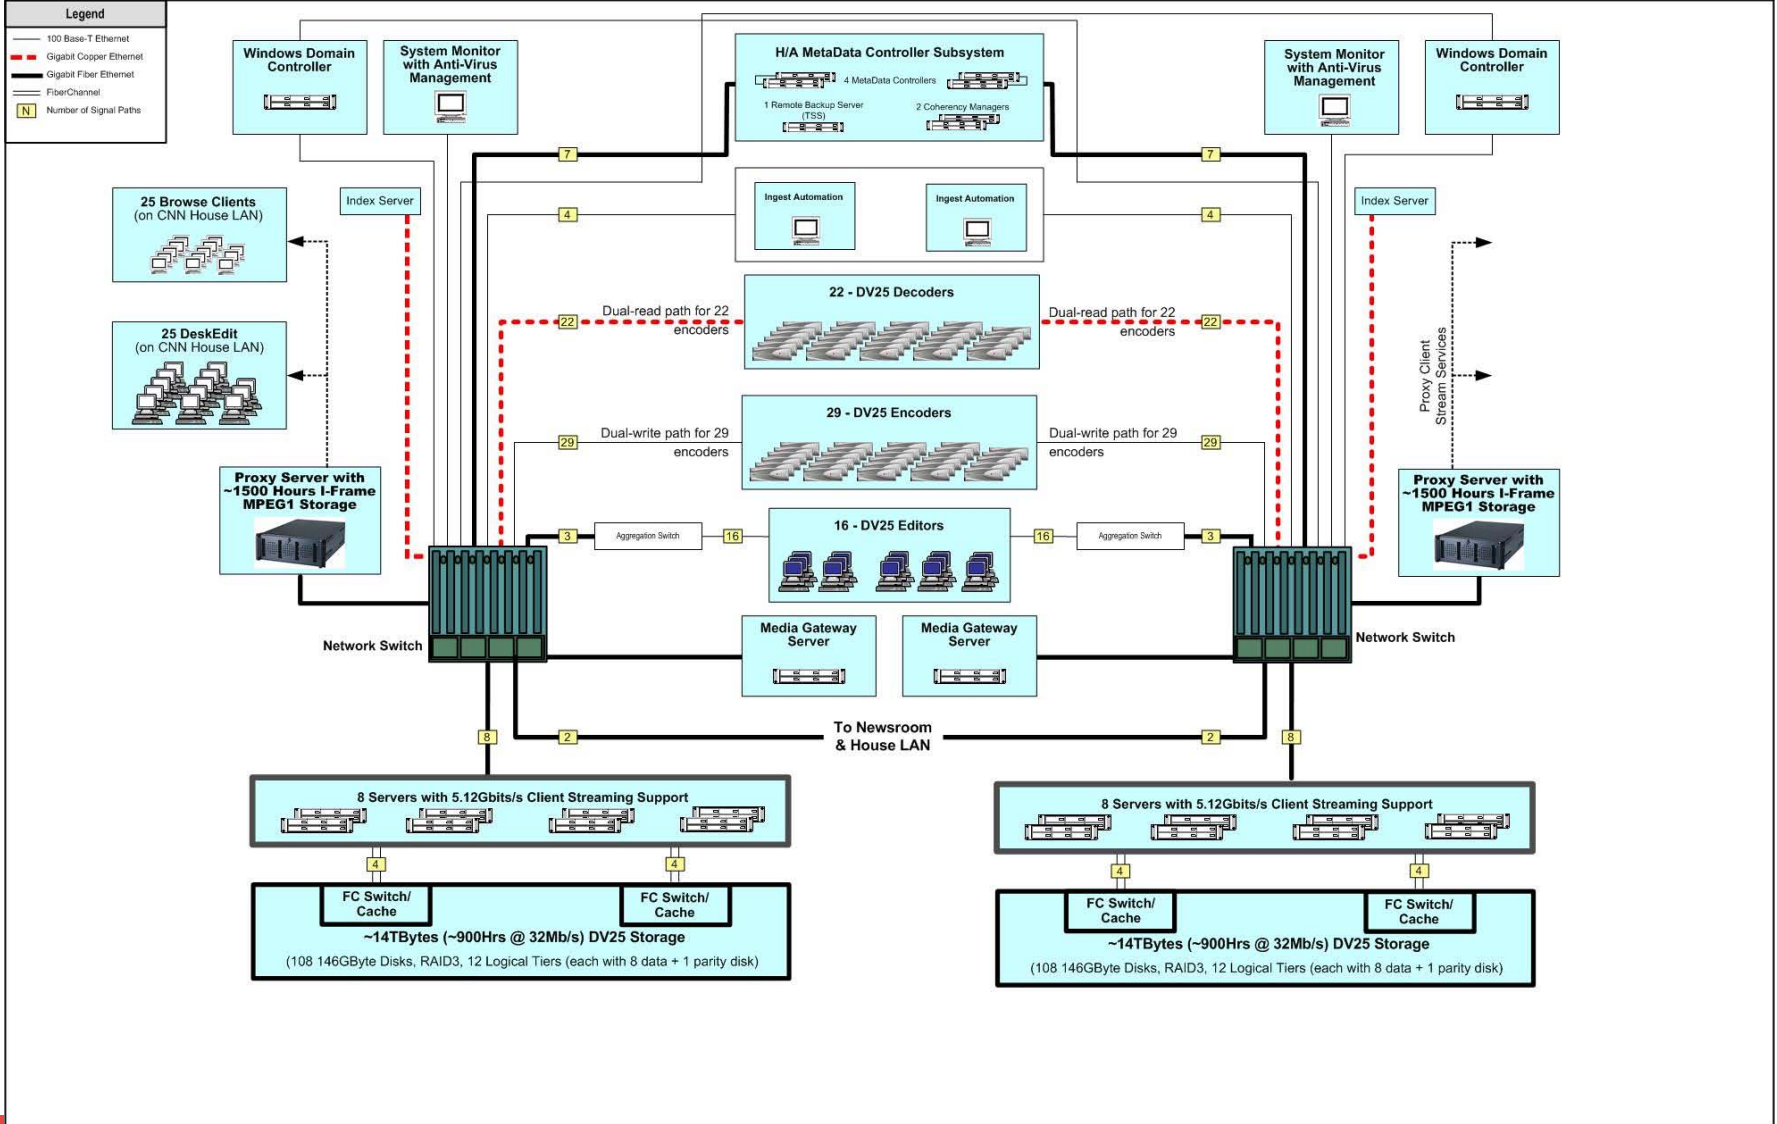 Legend
100 Base-T Ethernet
Gigabit Copper Ethernet
Gigabit Fiber Ethernet
FiberChannel
N
Number of Signal Paths
Windows Domain
Controller
System Monitor
with Anti-Virus
Management
H/A MetaData Controller Subsystem
4 MetaData Controllers
1 Remote Backup Server
(TSS)
2 Coherency Managers
System Monitor
with Anti-Virus
Management
Windows Domain
Controller
7
7
25 Browse Clients
(on CNN House LAN)
Index Server
4
Ingest Automation
Ingest Automation
4
Index Server
25 DeskEdit
(on CNN House LAN)
22
Dual-read path for 22
encoders
22 - DV25 Decoders
Dual-read path for 22
encoders
22
Proxy Client
Stream Services
29
Dual-write path for 29
encoders
29 - DV25 Encoders
Dual-write path for 29
encoders
29
Proxy Server with
~1500 Hours I-Frame
MPEG1 Storage
3
Aggregation Switch
16
16 - DV25 Editors
16
Aggregation Switch
3
Proxy Server with
~1500 Hours I-Frame
MPEG1 Storage
Network Switch
Media Gateway
Server
Media Gateway
Server
Network Switch
8
2
To Newsroom
& House LAN
2
8
8 Servers with 5.12Gbits/s Client Streaming Support
4
4
FC Switch/
Cache
FC Switch/
Cache
~14TBytes (~900Hrs @ 32Mb/s) DV25 Storage
(108 146GByte Disks, RAID3, 12 Logical Tiers (each with 8 data + 1 parity disk)
8 Servers with 5.12Gbits/s Client Streaming Support
4
4
FC Switch/
Cache
FC Switch/
Cache
~14TBytes (~900Hrs @ 32Mb/s) DV25 Storage
(108 146GByte Disks, RAID3, 12 Logical Tiers (each with 8 data + 1 parity disk)